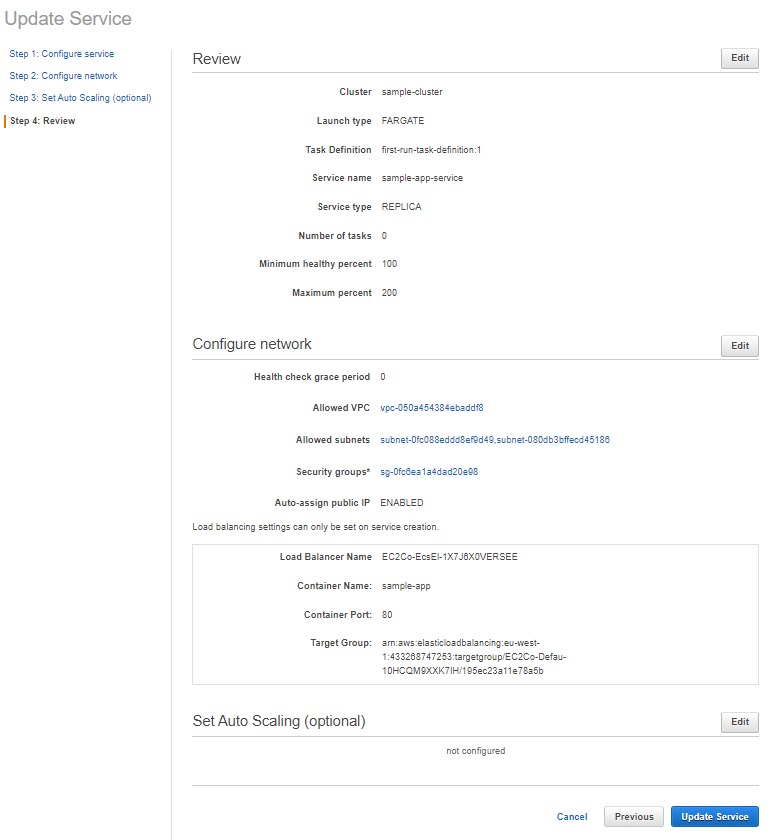 Update Service
Step 1: Configure service
Step 2: Configure network
Step 3: Set Auto Scaling (optional)
Step 4: Review
Review
Edit
Cluster sample-cluster
Launch type FARGATE
Task Definition first-run-task-definition:1
Service name sample-app-service
Service type REPLICA
Number of tasks 0
Minimum healthy percent 100
Maximum percent 200
Configure network
Edit
Health check grace period 0
Allowed VPC vpc-050a454384ebaddf8
Allowed subnets subnet-0fc088eddd8ef9d49,subnet-080db3bffecd45186
Security groups* sg-0fc6ea1a4dad20e98
Auto-assign public IP ENABLED
Load balancing settings can only be set on service creation.
Load Balancer Name EC2Co-EcsEl-1X7J6X0VERSEE
Container Name: sample-app
Container Port: 80
Target Group: arn:aws:elasticloadbalancing:eu-west-
1:433268747253:targetgroup/EC2Co-Defau-
10HCQM9XXK7IH/195ec23a11e78a5b
Set Auto Scaling (optional)
Edit
not configured
Cancel
Previous
Update Service